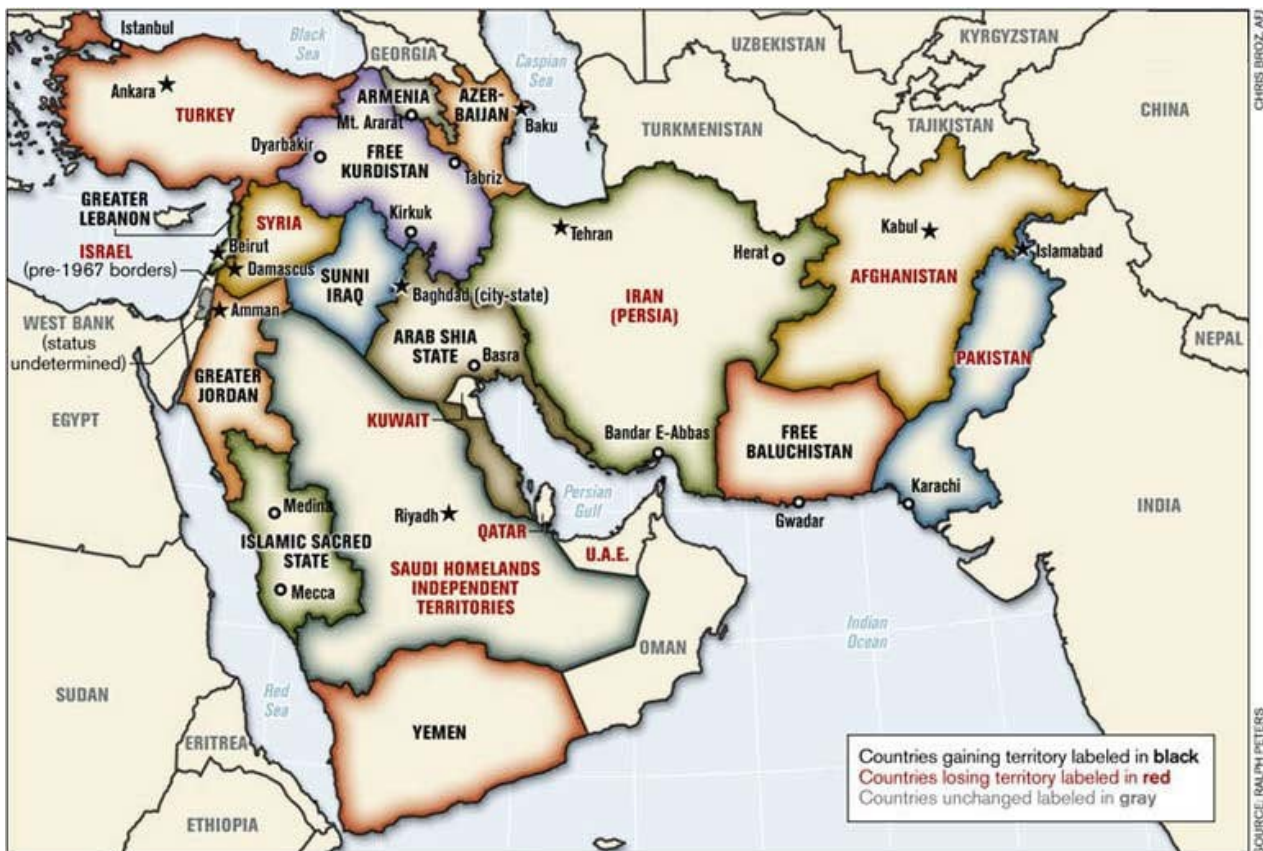 Istanbul
Black
Sea
GEORGIA
Caspian
Sea
UZBEKISTAN
KYRGYZSTAN
CHRIS BROZ, AFJ
Ankara
TURKEY
ARMENIA
AZER-
BAIJAN
Mt. Ararat
Baku
TURKMENISTAN
TAJIKISTAN
CHINA
Dyarbakir
FREE
KURDISTAN
Tabriz
GREATER
LEBANON
SYRIA
Kirkuk
Tehran
Herat
Kabul
Islamabad
ISRAEL
(pre-1967 borders)
Beirut
Damascus
SUNNI
IRAQ
Baghdad (city-state)
IRAN
(PERSIA)
AFGHANISTAN
WEST BANK
(status
undetermined)
Amman
ARAB SHIA
STATE
Basra
PAKISTAN
NEPAL
GREATER
JORDAN
EGYPT
KUWAIT
Bandar E-Abbas
FREE
BALUCHISTAN
Karachi
Medina
Riyadh
Persian
Gulf
Gwadar
INDIA
ISLAMIC SACRED
STATE
QATAR
U.A.E.
Mecca
SAUDI HOMELANDS
INDEPENDENT
TERRITORIES
Indian
Ocean
OMAN
SUDAN
Red
Sea
YEMEN
ERITREA
ETHIOPIA
Countries gaining territory labeled in black
Countries losing territory labeled in red
Countries unchanged labeled in gray
SOURCE: RALPH PETERS